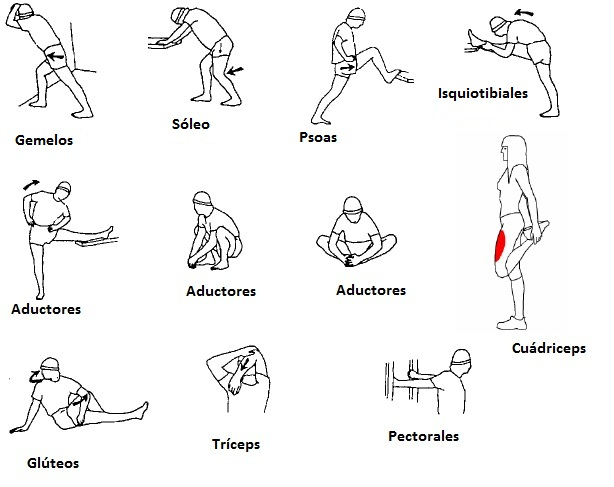 Gemelos
Sóleo
Psoas
Isquiotibiales
Aductores
Aductores
Aductores
Cuádriceps
Glúteos
Tríceps
Pectorales